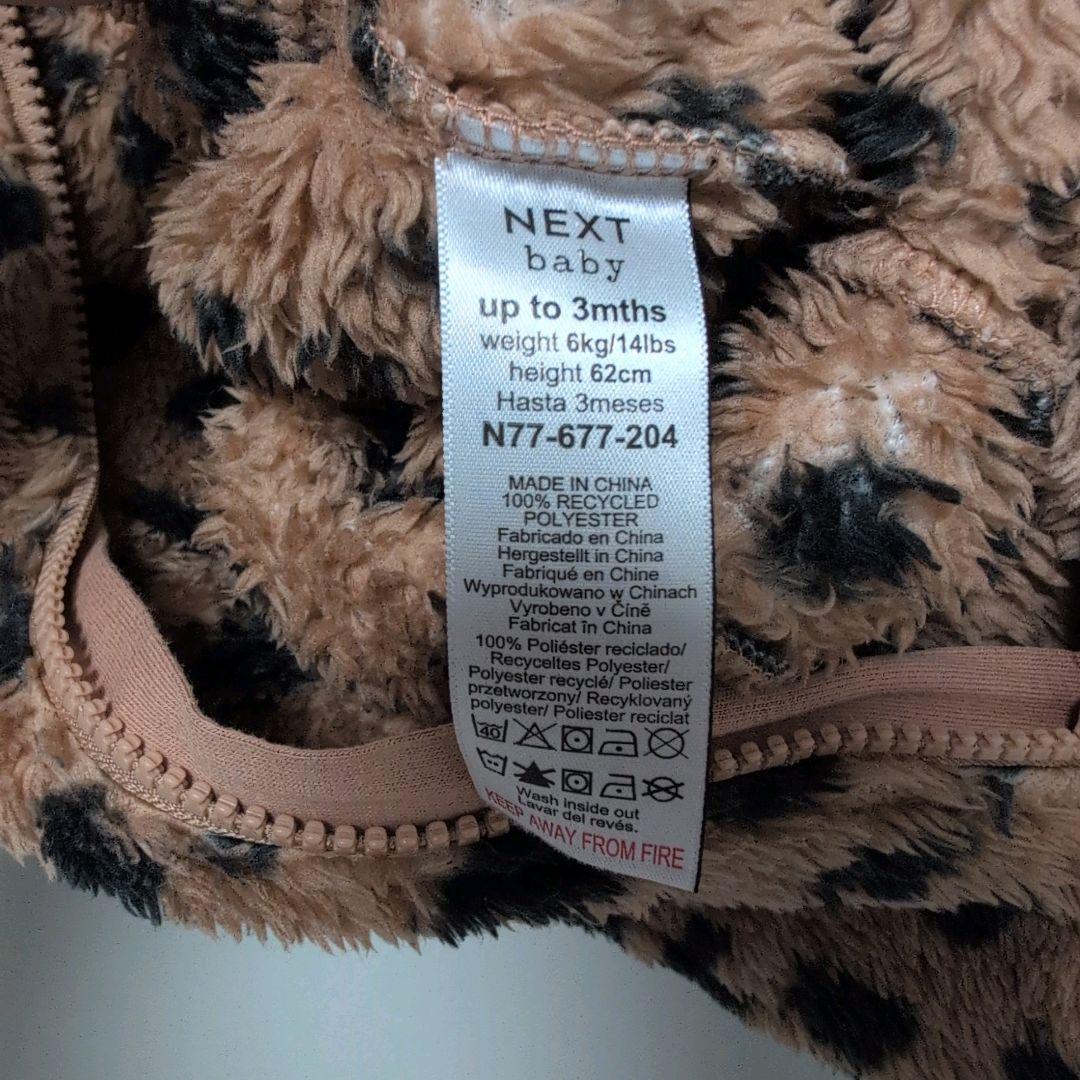 NEXT
baby
up to 3mths
weight 6kg/14lbs
height 62cm
Hasta 3meses
N77-677-204
MADE IN CHINA
100% RECYCLED
POLYESTER
Fabricado en China
Hergestellt in China
Fabriqué en Chine
Wyprodukowano w Chinach
Vyrobeno v Číně
Fabricat în China
100% Poliéster reciclado/
Recyceltes Polyester/
Polyester recyclé/ Poliester
przetworzony/ Recyklovaný
polyester/ Poliester reciclat
40
Wash inside out
Lavar del revés.
KEEP AWAY FROM FIRE